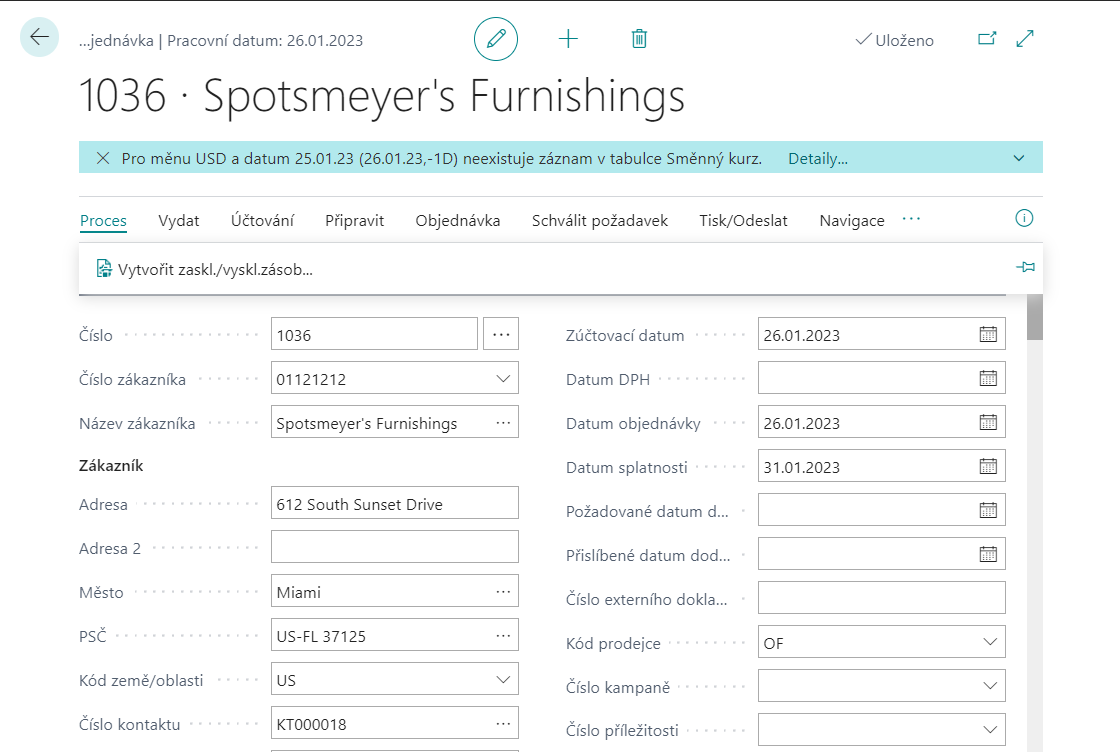 ...jednávka | Pracovní datum: 26.01.2023
Uloženo
1036 · Spotsmeyer's Furnishings
Pro měnu USD a datum 25.01.23 (26.01.23,-1D) neexistuje záznam v tabulce Směnný kurz. Detaily...
Proces Vydat Účtování Připravit Objednávka Schválit požadavek Tisk/Odeslat Navigace ...
Vytvořit zaskl./vyskl.zásob...
Číslo 1036 ...
Číslo zákazníka 01121212
Název zákazníka Spotsmeyer's Furnishings ...
Zákazník
Adresa 612 South Sunset Drive
Adresa 2
Město Miami ...
PSČ US-FL 37125 ...
Kód země/oblasti US
Číslo kontaktu KT000018 ...
Zúčtovací datum 26.01.2023
Datum DPH
Datum objednávky 26.01.2023
Datum splatnosti 31.01.2023
Požadované datum d...
Přislíbené datum dod...
Číslo externího dokla...
Kód prodejce OF
Číslo kampaně
Číslo příležitosti